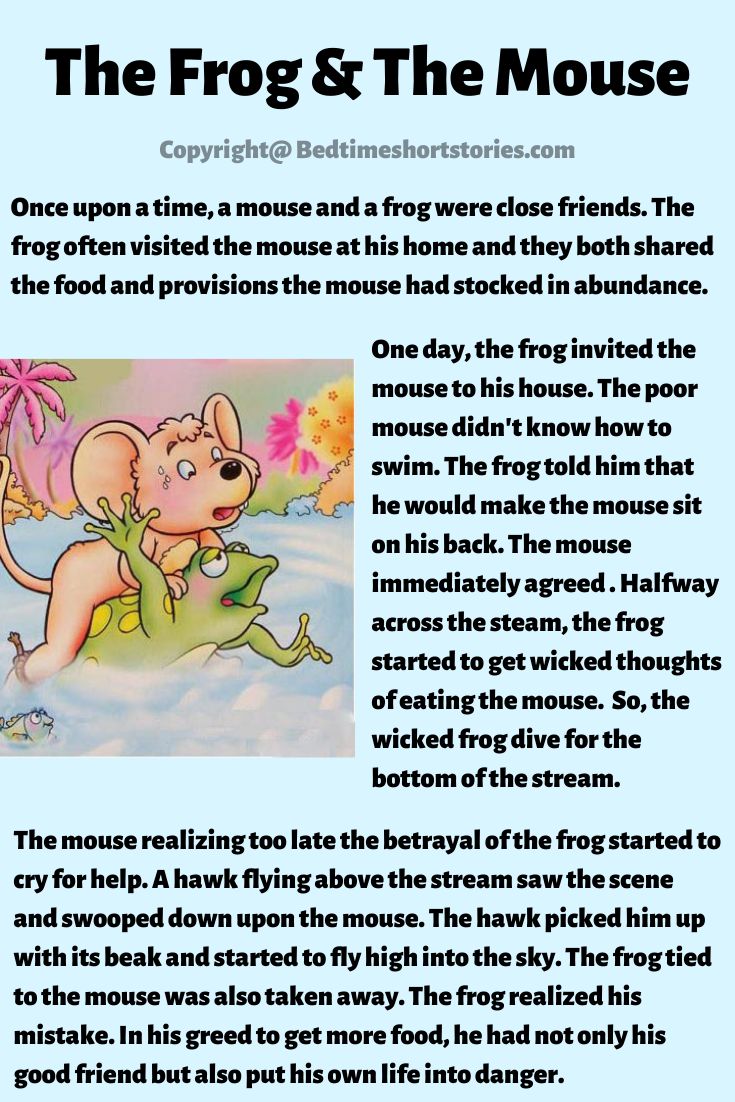 The Frog & The Mouse
Copyright@ Bedtimeshortstories.com
Once upon a time, a mouse and a frog were close friends. The
frog often visited the mouse at his home and they both shared
the food and provisions the mouse had stocked in abundance.
One day, the frog invited the
mouse to his house. The poor
mouse didn't know how to
swim. The frog told him that
he would make the mouse sit
on his back. The mouse
immediately agreed . Halfway
across the steam, the frog
started to get wicked thoughts
of eating the mouse.  So, the
wicked frog dive for the
bottom of the stream.
The mouse realizing too late the betrayal of the frog started to
cry for help. A hawk flying above the stream saw the scene
and swooped down upon the mouse. The hawk picked him up
with its beak and started to fly high into the sky. The frog tied
to the mouse was also taken away. The frog realized his
mistake. In his greed to get more food, he had not only his
good friend but also put his own life into danger.